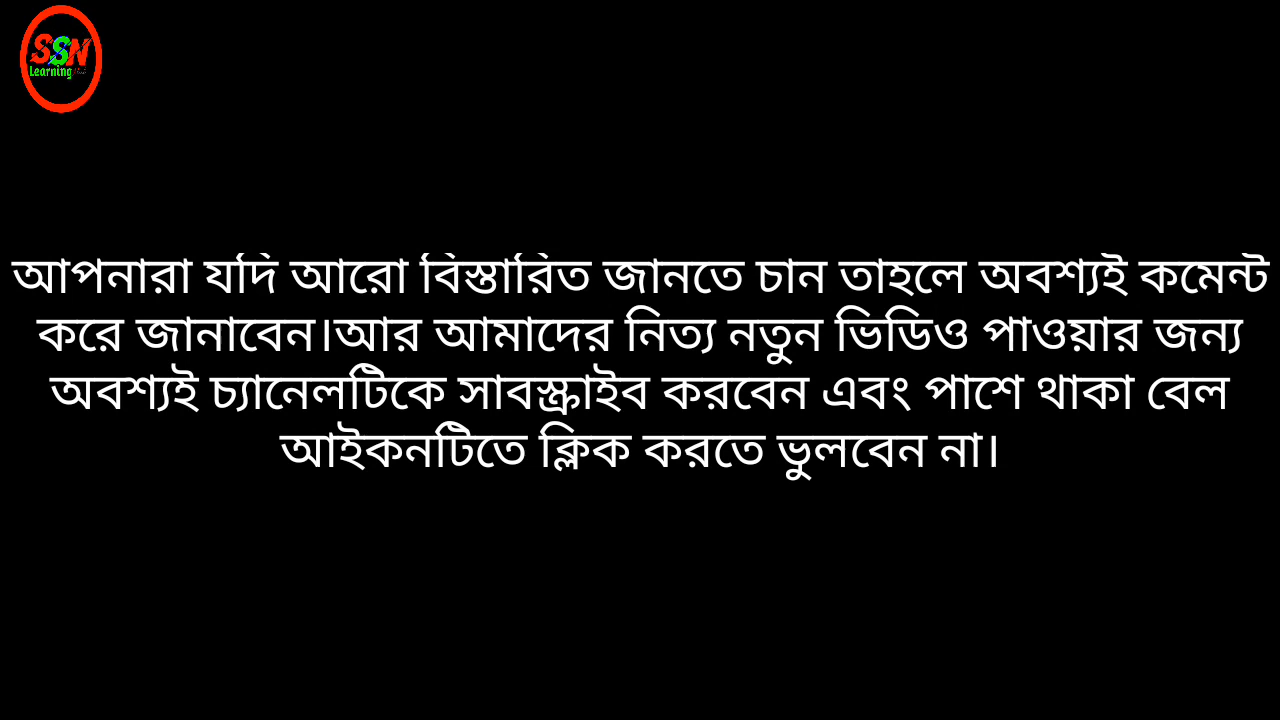 SSN
Learning
আপনারা যদি আরো বিস্তারিত জানতে চান তাহলে অবশ্যই কমেন্ট
করে জানাবেন।আর আমাদের নিত্য নতুন ভিডিও পাওয়ার জন্য
অবশ্যই চ্যানেলটিকে সাবস্ক্রাইব করবেন এবং পাশে থাকা বেল
আইকনটিতে ক্লিক করতে ভুলবেন না।